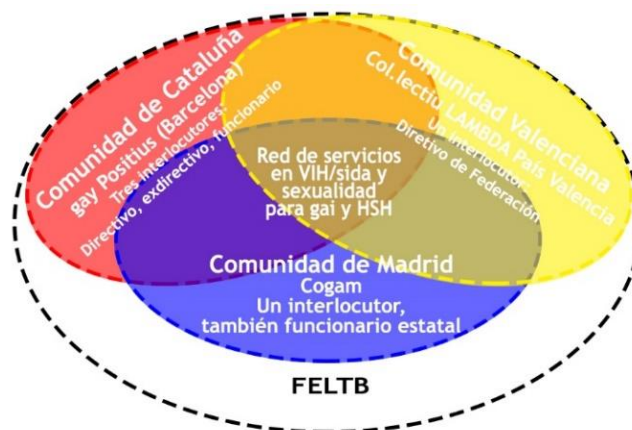 Comunidad de Cataluña
gay Positius (Barcelona)
Tres interlocutores:
Directivo, exdirectivo, funcionario
Comunidad Valenciana
Col.lectiu LAMBDA País Valencia
Un interlocutor:
Diretivo de Federación
Red de servicios
en VIH/sida y
sexualidad
para gai y HSH
Comunidad de Madrid
Cogam
Un interlocutor,
también funcionario estatal
FELTB